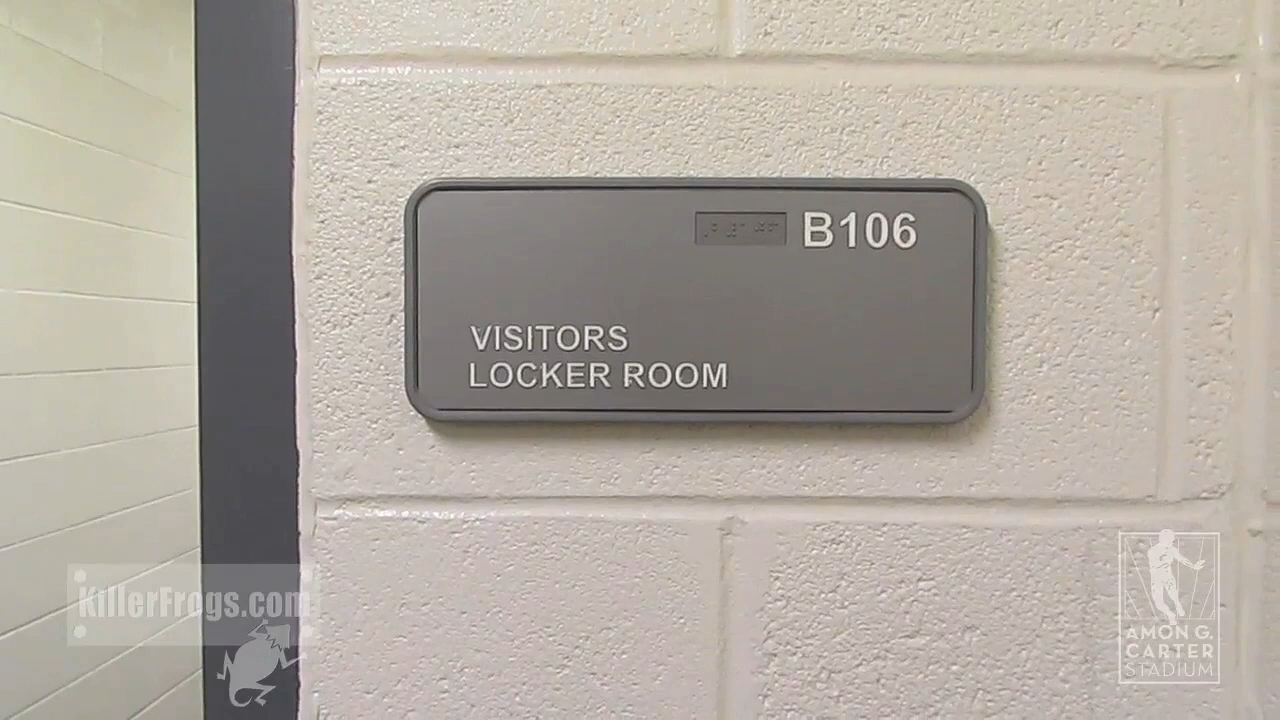 B106
VISITORS
LOCKER ROOM
KillerFrogs.com
AMON G.
CARTER
STADIUM